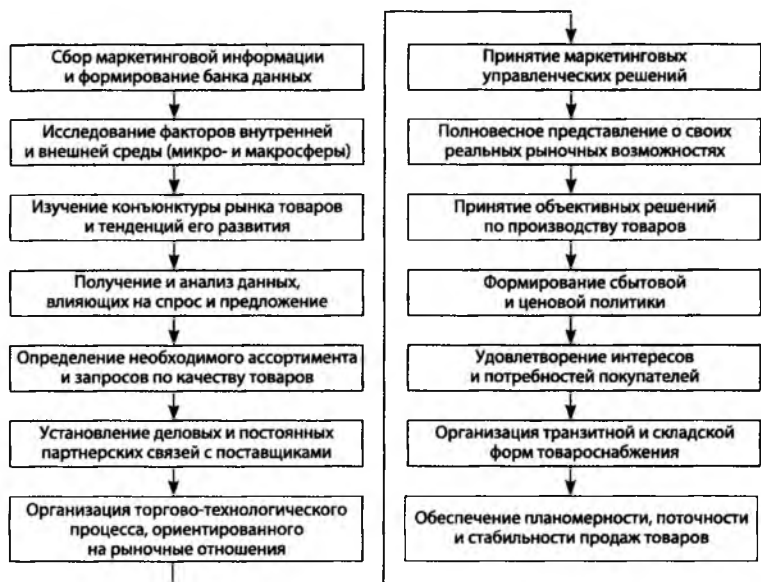 Сбор маркетинговой информации
и формирование банка данных
Исследование факторов внутренней
и внешней среды (микро- и макросферы)
Изучение конъюнктуры рынка товаров
и тенденций его развития
Получение и анализ данных,
влияющих на спрос и предложение
Определение необходимого ассортимента
и запросов по качеству товаров
Установление деловых и постоянных
партнерских связей с поставщиками
Организация торгово-технологического
процесса, ориентированного
на рыночные отношения
Принятие маркетинговых
управленческих решений
Полновесное представление о своих
реальных рыночных возможностях
Принятие объективных решений
по производству товаров
Формирование сбытовой
и ценовой политики
Удовлетворение интересов
и потребностей покупателей
Организация транзитной и складской
форм товароснабжения
Обеспечение планомерности, поточности
и стабильности продаж товаров